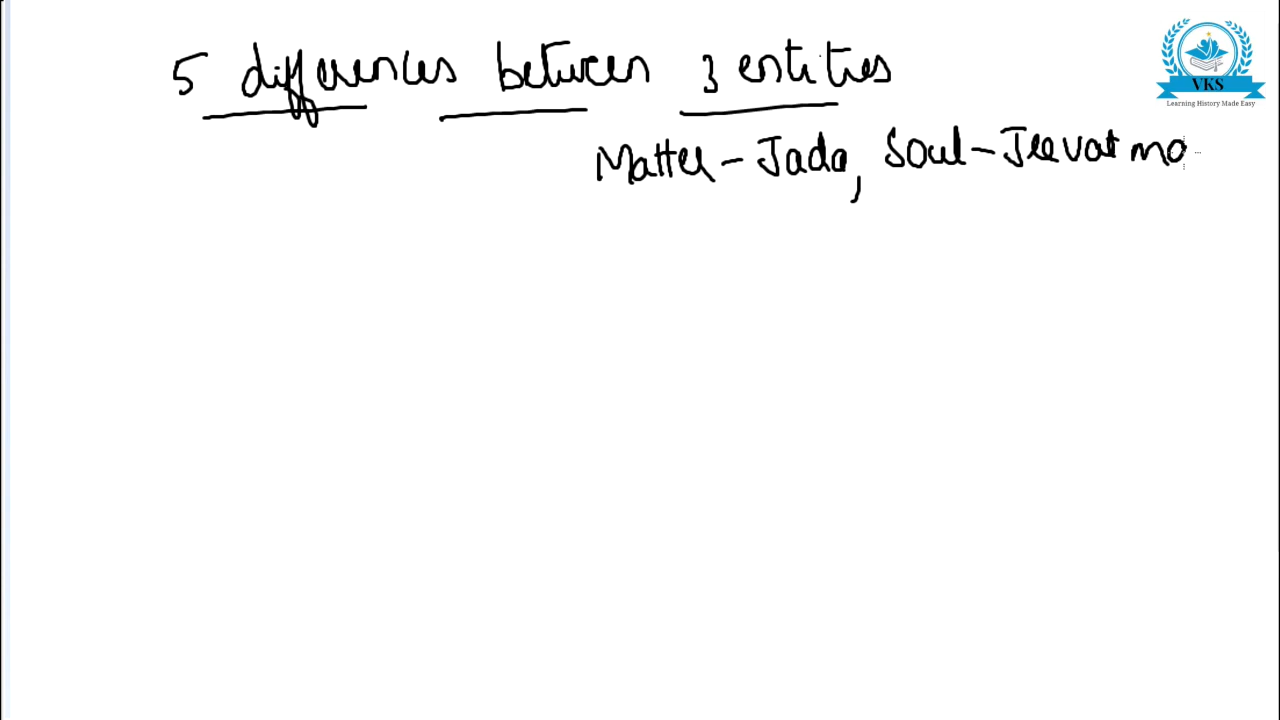 5 differences between 3 entities
Matter - Jada, Soul - Jeevatma
VKS
Learning History Made Easy